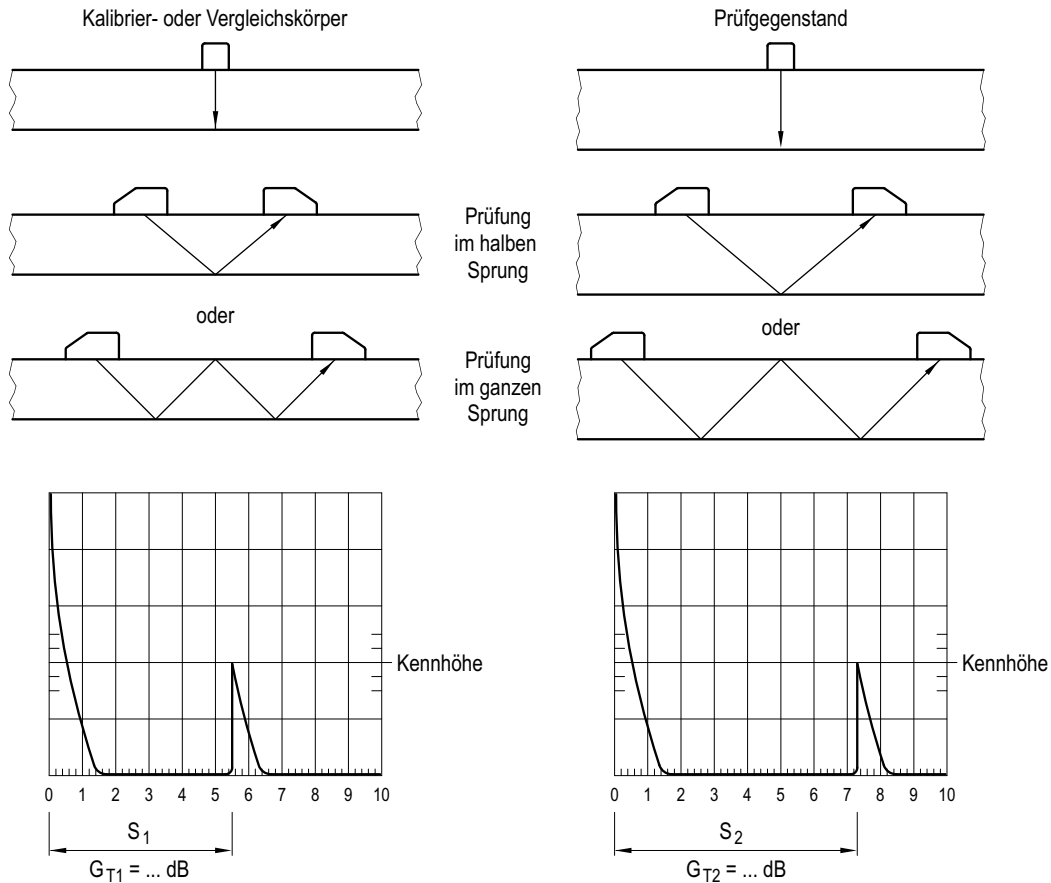 Kalibrier- oder Vergleichskörper
Prüfgegenstand
Prüfung
im halben
Sprung
oder
oder
Prüfung
im ganzen
Sprung
Kennhöhe
Kennhöhe
0 1 2 3 4 5 6 7 8 9 10
0 1 2 3 4 5 6 7 8 9 10
S1
S2
GT1 = ... dB
GT2 = ... dB